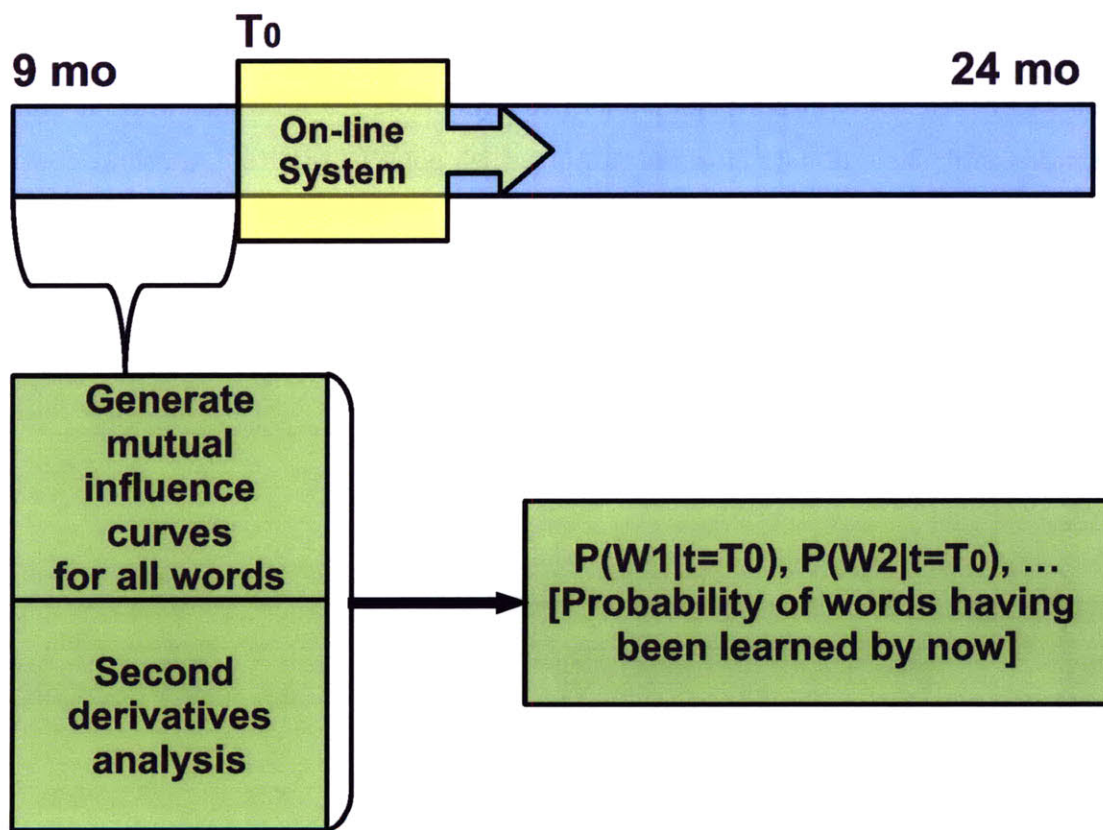 T0
9 mo
24 mo
On-line
System
Generate
mutual
influence
curves
for all words
Second
derivatives
analysis
P(W1|t=T0), P(W2|t=T0), ...
[Probability of words having
been learned by now]